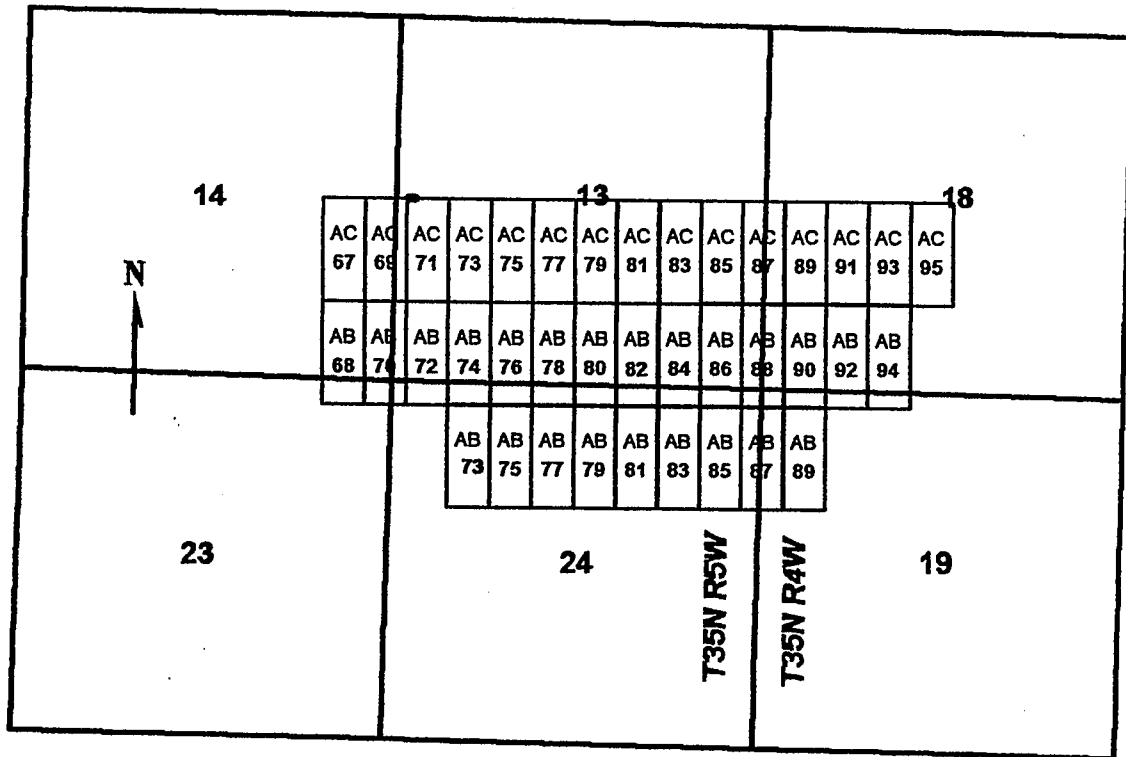 14
13
18
N
AC AC AC AC AC AC AC AC AC AC AC AC AC AC AC
67 69 71 73 75 77 79 81 83 85 87 89 91 93 95
AB AB AB AB AB AB AB AB AB AB AB AB AB AB
68 70 72 74 76 78 80 82 84 86 88 90 92 94
AB AB AB AB AB AB AB AB AB
73 75 77 79 81 83 85 87 89
23
24
19
T35N R5W
T35N R4W